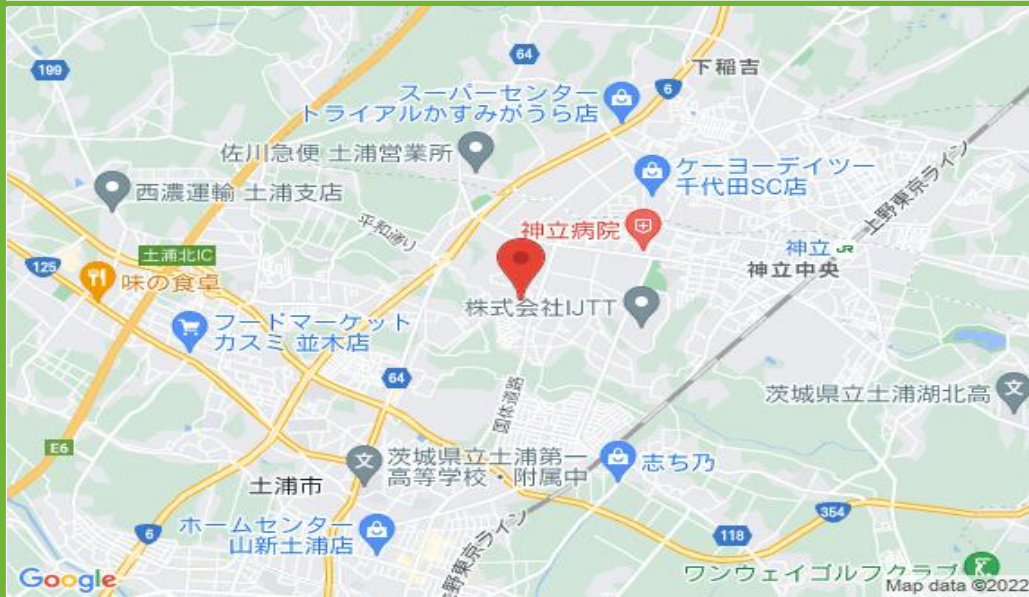 64
199
下稲吉
6
スーパーセンター
トライアルかすみがうら店
佐川急便 土浦営業所
ケーヨーデイツー
千代田SC店
西濃運輸 土浦支店
上野東京ライン
平和通り
神立病院
土浦北IC
神立 JR
神立中央
125
味の食卓
株式会社IJTT
フードマーケット
カスミ 並木店
64
茨城県立土浦湖北高
国体道路
E6
茨城県立土浦第一
高等学校・附属中
志ち乃
土浦市
354
6
ホームセンター
山新土浦店
118
上野東京ライン
ワンウェイゴルフクラブ
Google
Map data ©2022